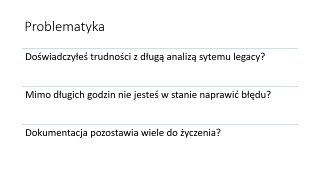 Problematyka
Doświadczyłeś trudności z długą analizą sytemu legacy?
Mimo długich godzin nie jesteś w stanie naprawić błędu?
Dokumentacja pozostawia wiele do życzenia?